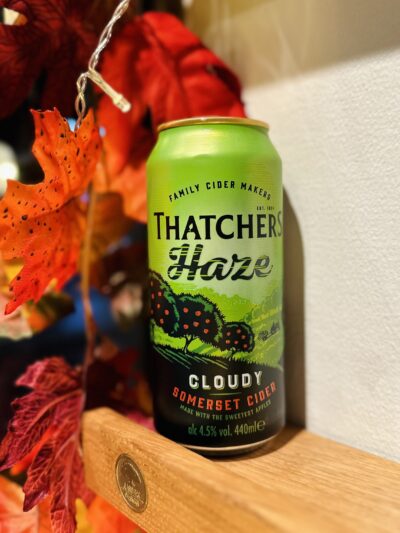 FAMILY CIDER MAKERS
EST. 1904
THATCHERS
Haze
CLOUDY
SOMERSET CIDER
MADE WITH THE SWEETEST APPLES
alc 4.5% vol. 440ml℮